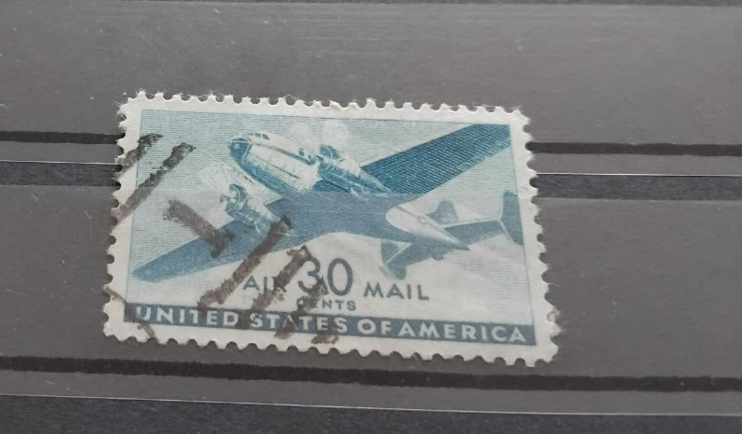 AIR 30 MAIL
CENTS
UNITED STATES OF AMERICA